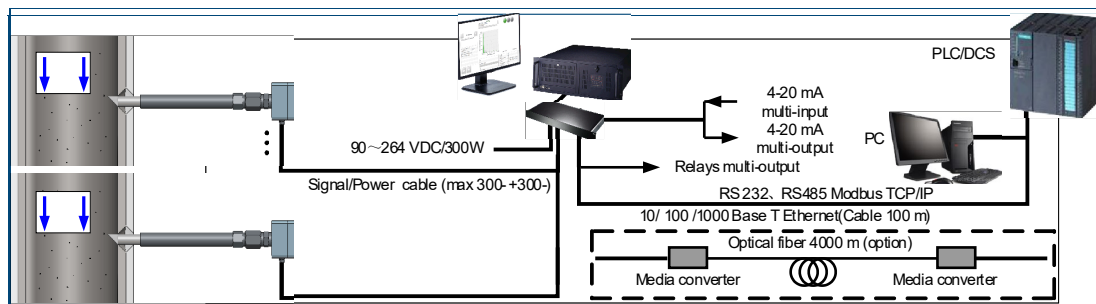 PLC/DCS
4-20 mA
multi-input
4-20 mA
multi-output
PC
90～264 VDC/300W
Relays multi-output
Signal/Power cable (max 300- +300-)
RS232、RS485 Modbus TCP/IP
10/ 100 /1000 Base T Ethernet(Cable 100 m)
Optical fiber 4000 m (option)
Media converter
Media converter